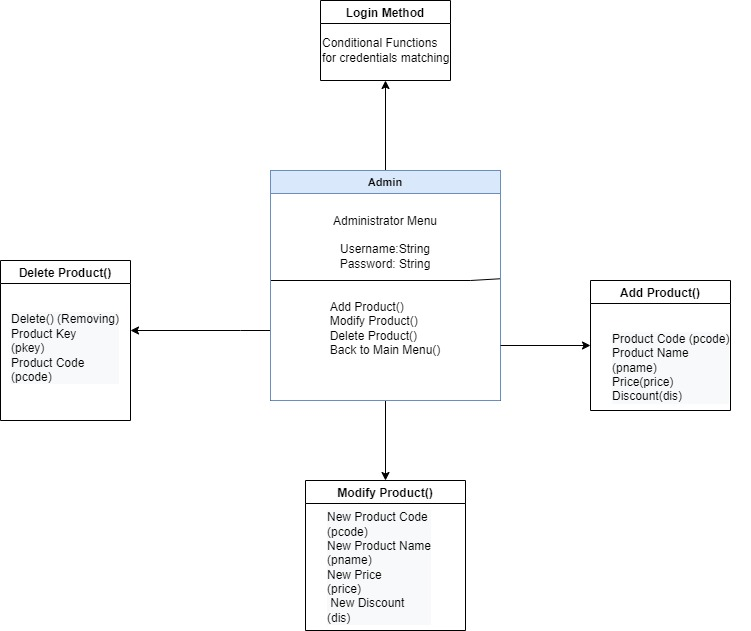 Login Method
Conditional Functions
for credentials matching
Admin
Administrator Menu
Username:String
Password: String
Add Product()
Modify Product()
Delete Product()
Back to Main Menu()
Delete Product()
Delete() (Removing)
Product Key
(pkey)
Product Code
(pcode)
Add Product()
Product Code (pcode)
Product Name
(pname)
Price(price)
Discount(dis)
Modify Product()
New Product Code
(pcode)
New Product Name
(pname)
New Price
(price)
New Discount
(dis)